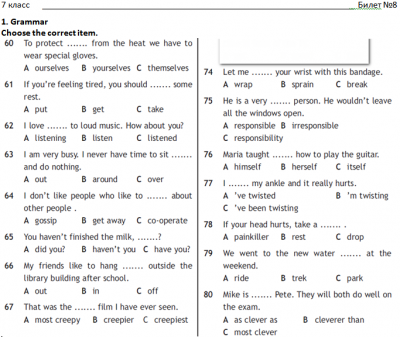 7 класс
Билет №8
1. Grammar
Choose the correct item.
60 To protect ....... from the heat we have to
wear special gloves.
A ourselves B yourselves C themselves
61 If you're feeling tired, you should ....... some
rest.
A put B get C take
62 I love ....... to loud music. How about you?
A listening B listen C listened
63 I am very busy. I never have time to sit .......
and do nothing.
A out B around C over
64 I don't like people who like to ....... about
other people .
A gossip B get away C co-operate
65 You haven't finished the milk, .......?
A did you? B haven't you C have you?
66 My friends like to hang ....... outside the
library building after school.
A out B in C off
67 That was the ....... film I have ever seen.
A most creepy B creepier C creepiest
74 Let me ....... your wrist with this bandage.
A wrap B sprain C break
75 He is a very ....... person. He wouldn't leave
all the windows open.
A responsible B irresponsible
C responsibility
76 Maria taught ....... how to play the guitar.
A himself B herself C itself
77 I ....... my ankle and it really hurts.
A 've twisted B 'm twisting
C 've been twisting
78 If your head hurts, take a ....... .
A painkiller B rest C drop
79 We went to the new water ....... at the
weekend.
A ride B trek C park
80 Mike is ....... Pete. They will both do well on
the exam.
A as clever as B cleverer than
C most clever